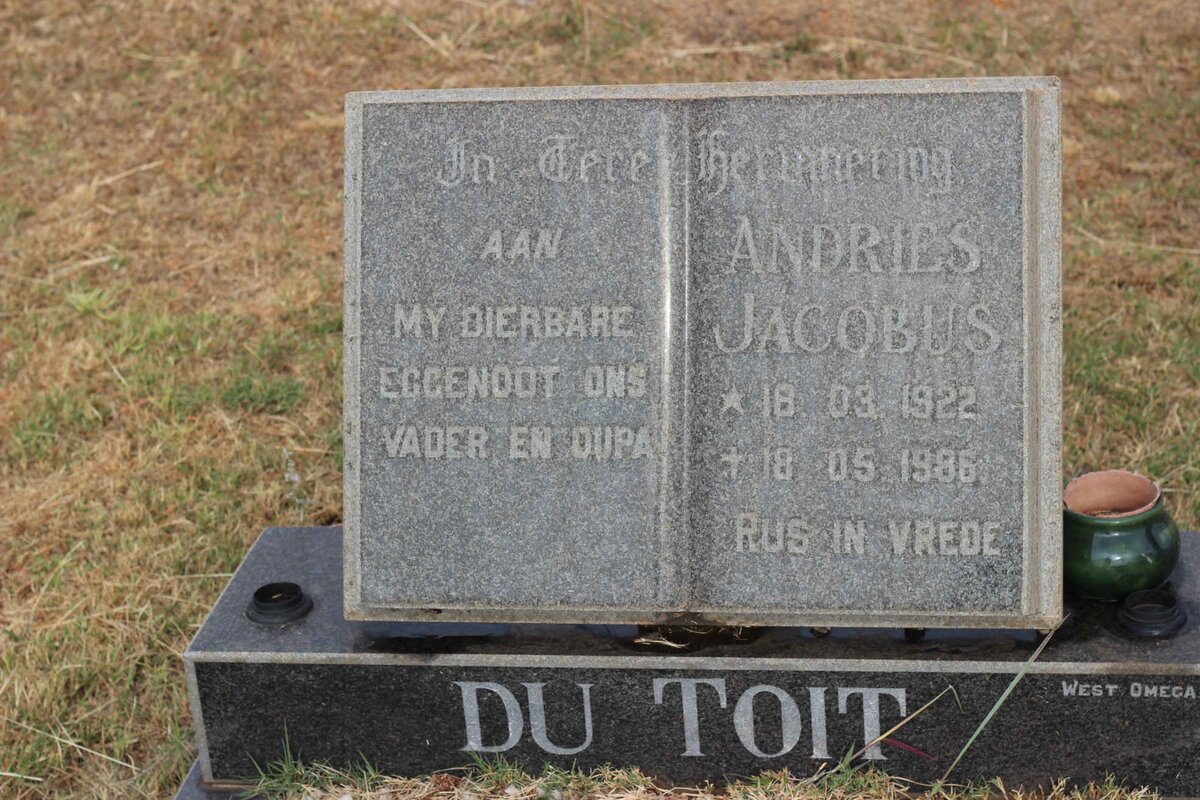 In Tere Herinnering
AAN
MY DIERBARE
EGGENOOT ONS
VADER EN OUPA
ANDRIES
JACOBUS
★ 18. 03. 1922
✝ 18. 05. 1986.
RUS IN VREDE
DU TOIT
WEST OMEGA